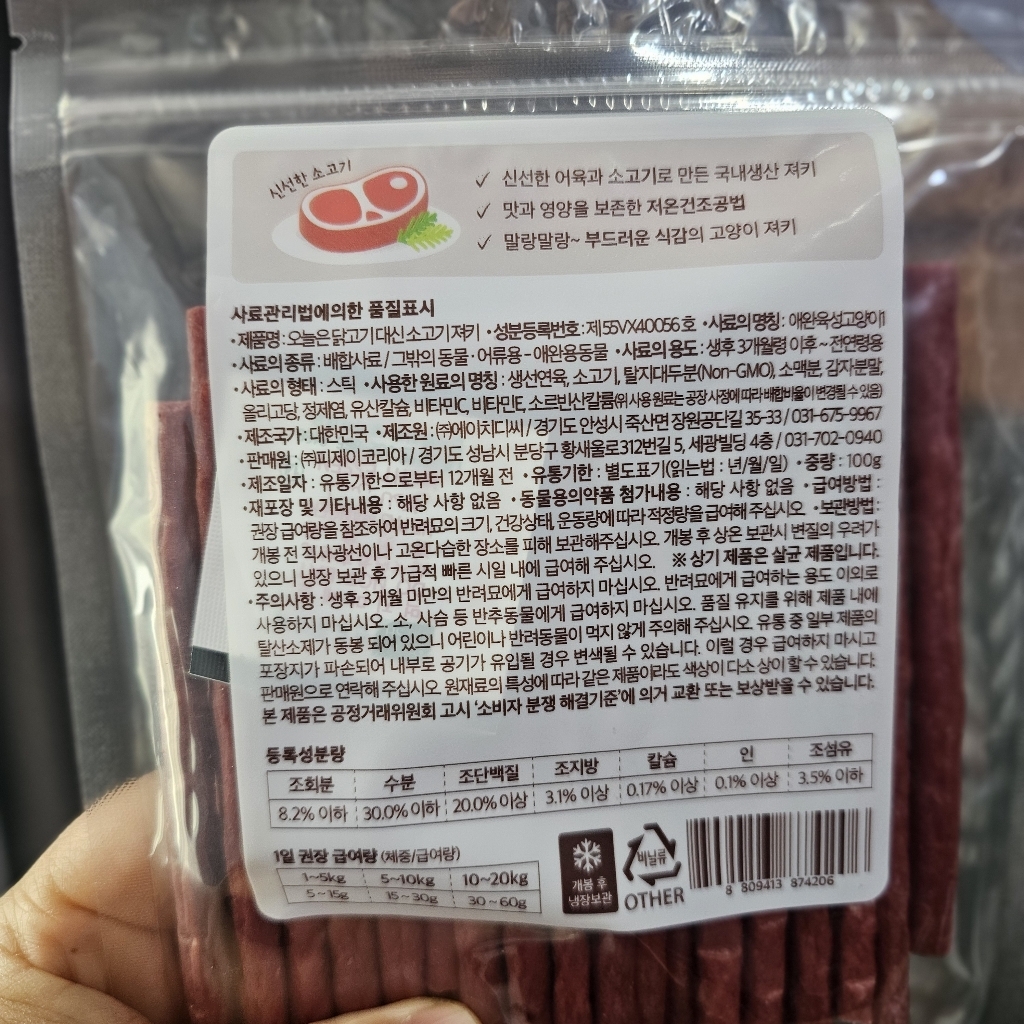 신선한 소고기
✓ 신선한 어육과 소고기로 만든 국내생산 져키
✓ 맛과 영양을 보존한 저온건조공법
✓ 말랑말랑~ 부드러운 식감의 고양이 져키
사료관리법에의한 품질표시
•제품명 : 오늘은 닭고기 대신 소고기 져키 •성분등록번호 : 제55VX40056호 •사료의 명칭 : 애완육성고양이1
•사료의 종류 : 배합사료 / 그밖의 동물·어류용 - 애완용동물 •사료의 용도 : 생후 3개월령 이후 ~ 전연령용
•사료의 형태 : 스틱 •사용한 원료의 명칭 : 생선연육, 소고기, 탈지대두분(Non-GMO), 소맥분, 감자분말,
올리고당, 정제염, 유산칼슘, 비타민C, 비타민E, 소르빈산칼륨(위 사용 원료는 공장 사정에 따라 배합비율이 변경될 수 있음)
•제조국가 : 대한민국 •제조원 : ㈜에이치디씨 / 경기도 안성시 죽산면 장원공단길 35-33 / 031-675-9967
•판매원 : ㈜피제이코리아 / 경기도 성남시 분당구 황새울로312번길 5, 세광빌딩 4층 / 031-702-0940
•제조일자 : 유통기한으로부터 12개월 전 •유통기한 : 별도표기(읽는법 : 년/월/일) •중량 : 100g
•재포장 및 기타내용 : 해당 사항 없음 •동물용의약품 첨가내용 : 해당 사항 없음 •급여방법 :
권장 급여량을 참조하여 반려묘의 크기, 건강상태, 운동량에 따라 적정량을 급여해 주십시오. •보관방법 :
개봉 전 직사광선이나 고온다습한 장소를 피해 보관해주십시오. 개봉 후 상온 보관시 변질의 우려가
있으니 냉장 보관 후 가급적 빠른 시일 내에 급여해 주십시오. ※ 상기 제품은 살균 제품입니다.
•주의사항 : 생후 3개월 미만의 반려묘에게 급여하지 마십시오. 반려묘에게 급여하는 용도 이외로
사용하지 마십시오. 소, 사슴 등 반추동물에게 급여하지 마십시오. 품질 유지를 위해 제품 내에
탈산소제가 동봉 되어 있으니 어린이나 반려동물이 먹지 않게 주의해 주십시오. 유통 중 일부 제품의
포장지가 파손되어 내부로 공기가 유입될 경우 변색될 수 있습니다. 이럴 경우 급여하지 마시고
판매원으로 연락해 주십시오. 원재료의 특성에 따라 같은 제품이라도 색상이 다소 상이 할 수 있습니다.
본 제품은 공정거래위원회 고시 '소비자 분쟁 해결기준'에 의거 교환 또는 보상받을 수 있습니다.
등록성분량
조회분 수분 조단백질 조지방 칼슘 인 조섬유
8.2% 이하 30.0% 이하 20.0% 이상 3.1% 이상 0.17% 이상 0.1% 이상 3.5% 이하
1일 권장 급여량 (체중/급여량)
1~5kg 5~10kg 10~20kg
5~15g 15~30g 30~60g
개봉 후
냉장보관
비닐류
OTHER
8 809413 874206